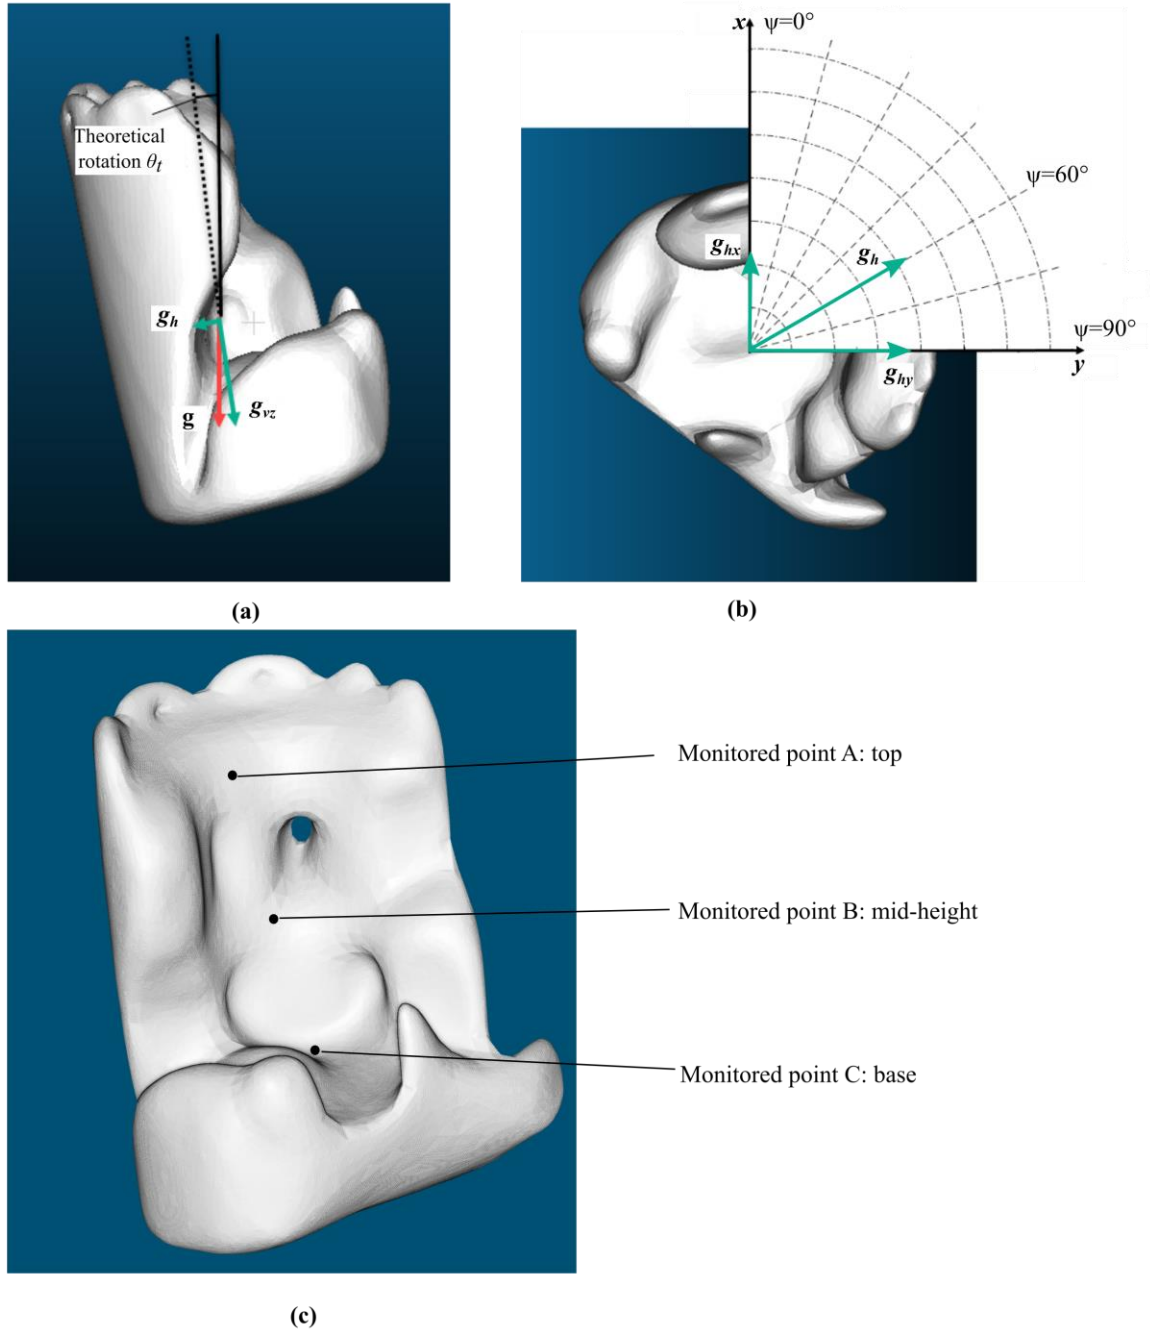 Theoretical
rotation θt
gh
g
gvz
(a)
x
ψ=0°
ψ=60°
ghx
gh
ψ=90°
ghy
y
(b)
Monitored point A: top
Monitored point B: mid-height
Monitored point C: base
(c)